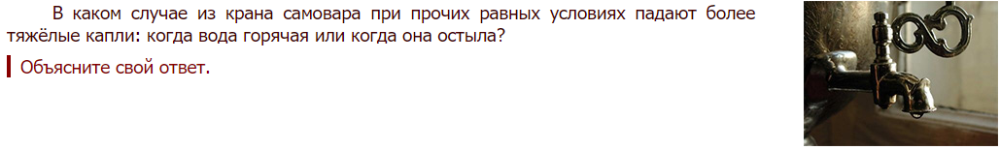 В каком случае из крана самовара при прочих равных условиях падают более
тяжёлые капли: когда вода горячая или когда она остыла?
Объясните свой ответ.